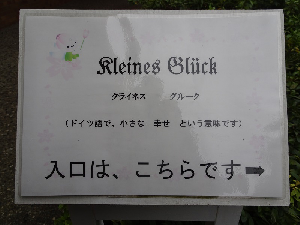 Kleines Glück
クライネス グルーク
(ドイツ語で、小さな 幸せ という意味です)
入口は、こちらです➡